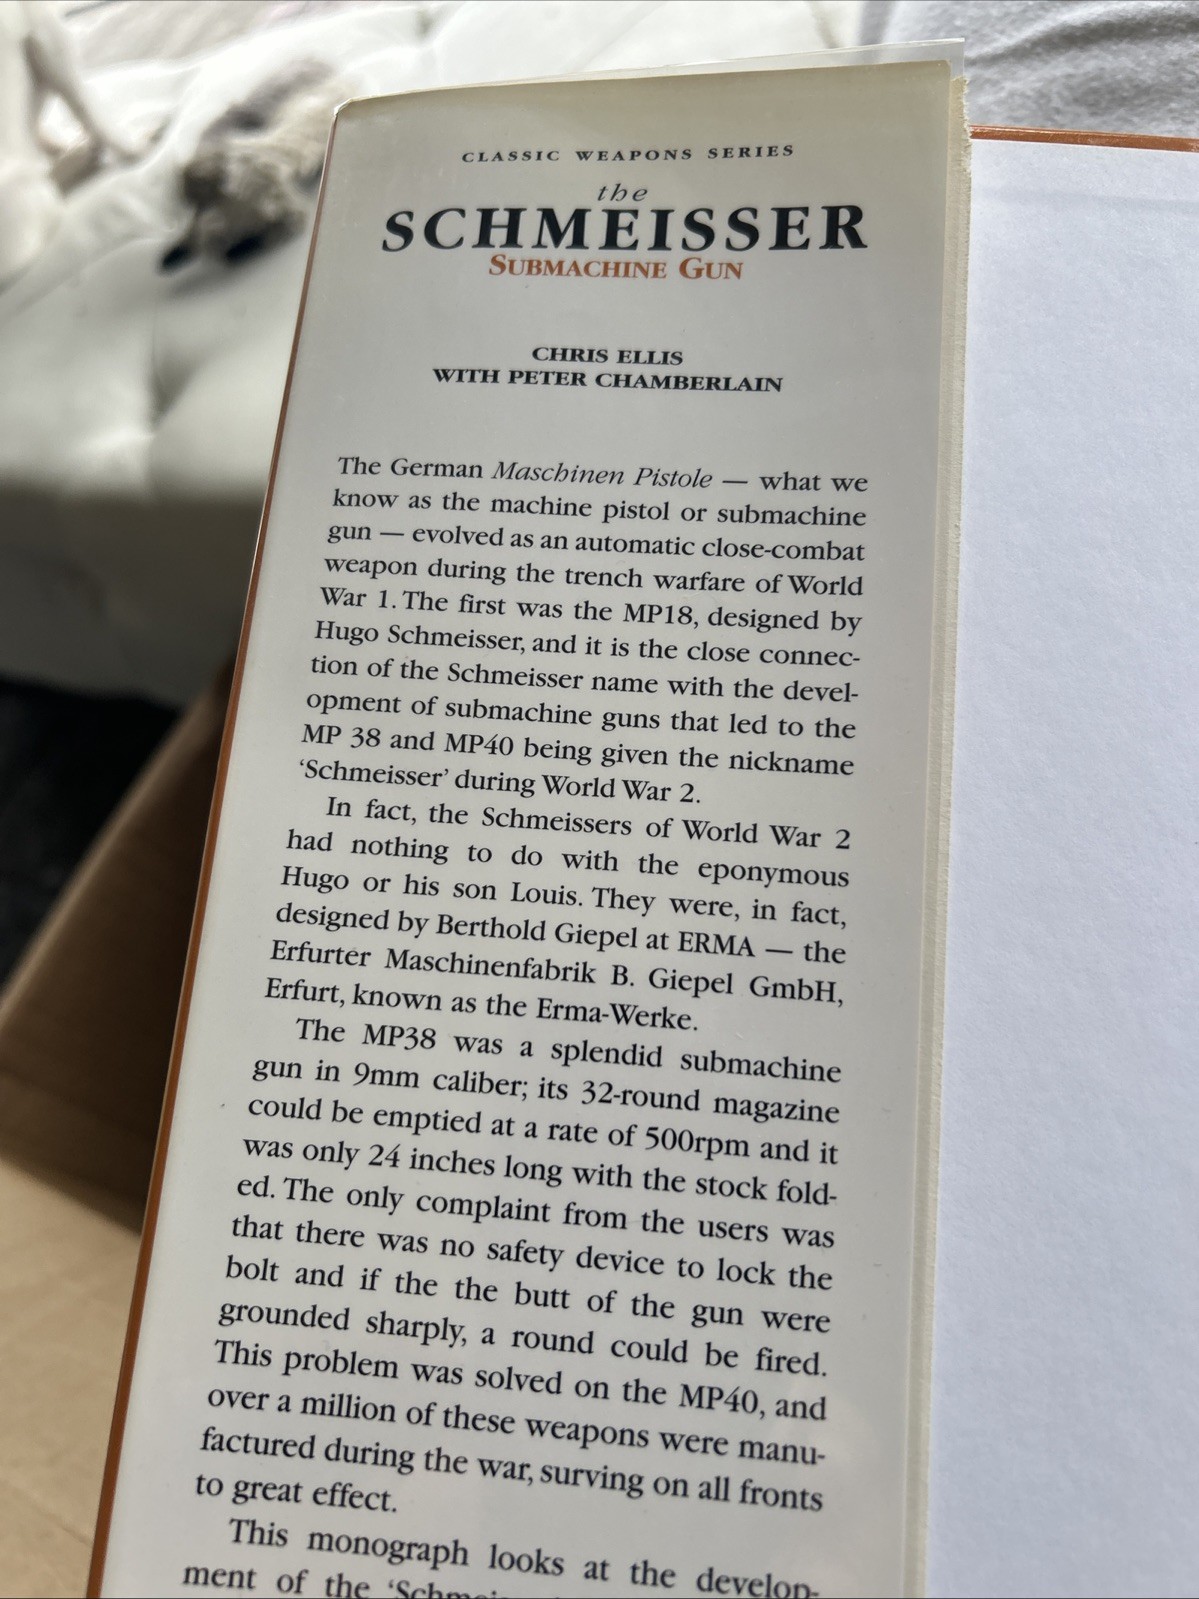 CLASSIC WEAPONS SERIES
the
SCHMEISSER
SUBMACHINE GUN
CHRIS ELLIS
WITH PETER CHAMBERLAIN
The German Maschinen Pistole — what we
know as the machine pistol or submachine
gun — evolved as an automatic close-combat
weapon during the trench warfare of World
War 1. The first was the MP18, designed by
Hugo Schmeisser, and it is the close connec-
tion of the Schmeisser name with the devel-
opment of submachine guns that led to the
MP 38 and MP40 being given the nickname
‘Schmeisser’ during World War 2.
In fact, the Schmeissers of World War 2
had nothing to do with the eponymous
Hugo or his son Louis. They were, in fact,
designed by Berthold Giepel at ERMA — the
Erfurter Maschinenfabrik B. Giepel GmbH,
Erfurt, known as the Erma-Werke.
The MP38 was a splendid submachine
gun in 9mm caliber; its 32-round magazine
could be emptied at a rate of 500rpm and it
was only 24 inches long with the stock fold-
ed. The only complaint from the users was
that there was no safety device to lock the
bolt and if the the butt of the gun were
grounded sharply, a round could be fired.
This problem was solved on the MP40, and
over a million of these weapons were manu-
factured during the war, surving on all fronts
to great effect.
This monograph looks at the develop-
ment of the